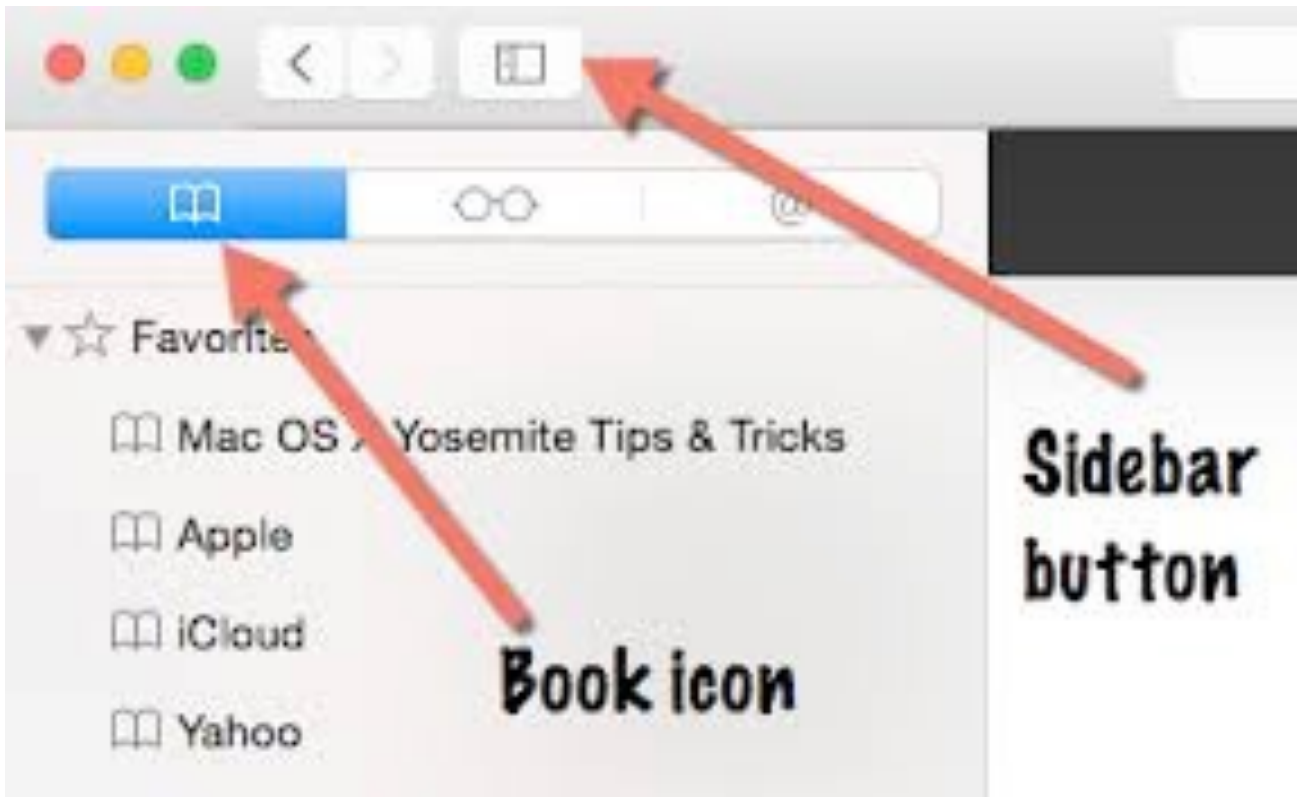 @
Favorites
Mac OS X Yosemite Tips & Tricks
Apple
iCloud
Yahoo
Sidebar
button
Book icon